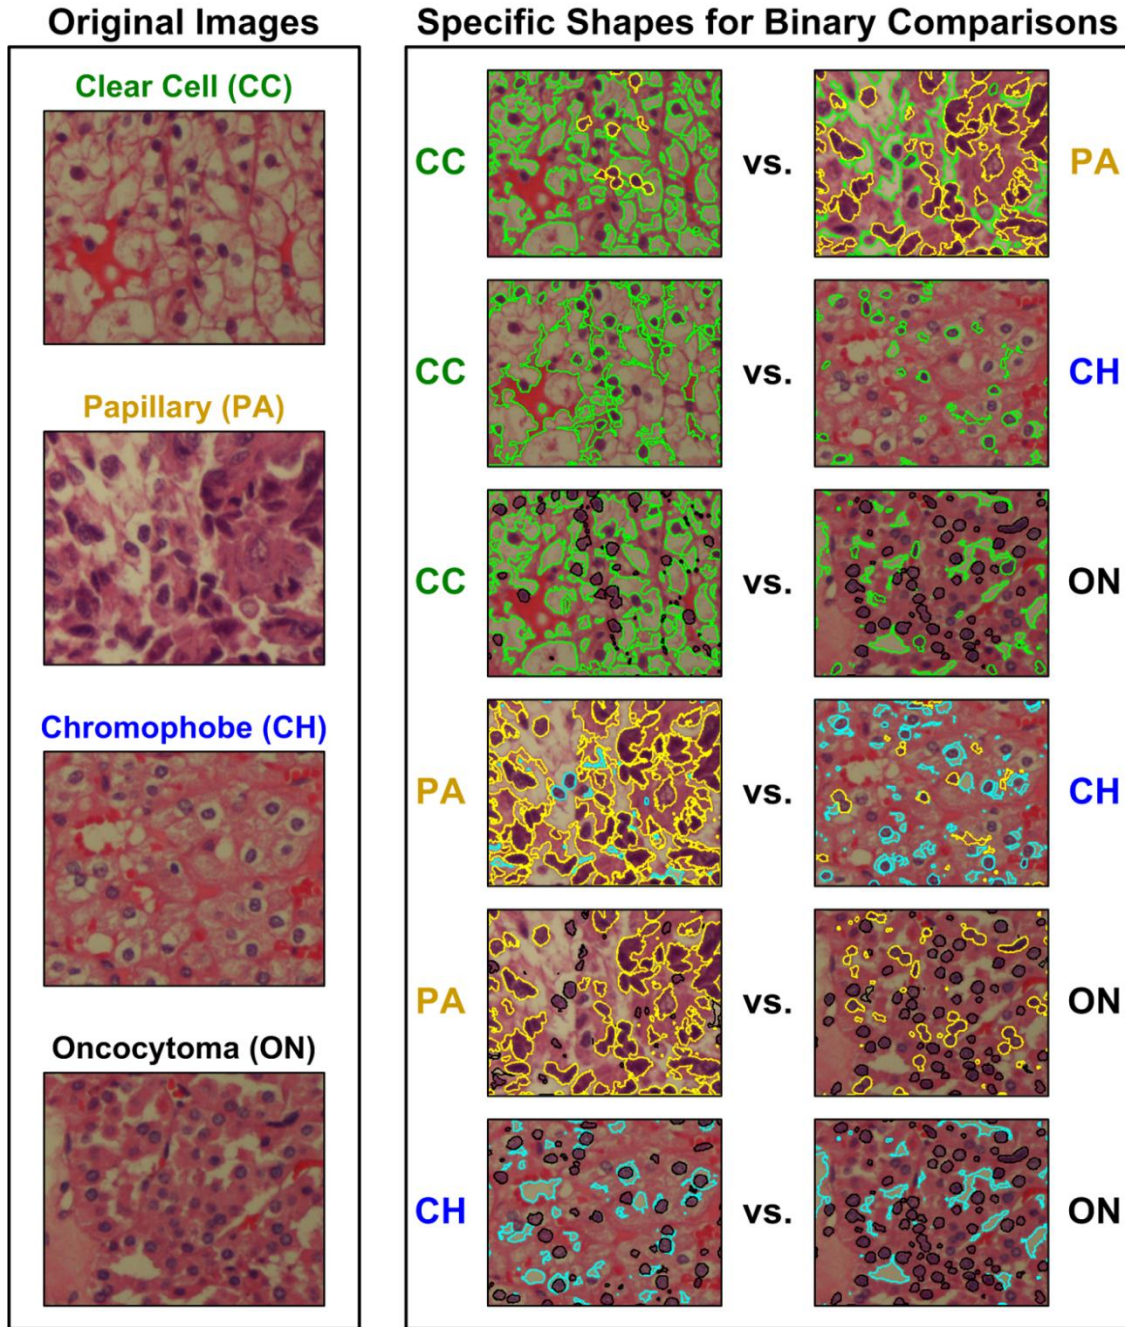 Original Images
Clear Cell (CC)
Papillary (PA)
Chromophobe (CH)
Oncocytoma (ON)
Specific Shapes for Binary Comparisons
CC vs. PA
CC vs. CH
CC vs. ON
PA vs. CH
PA vs. ON
CH vs. ON